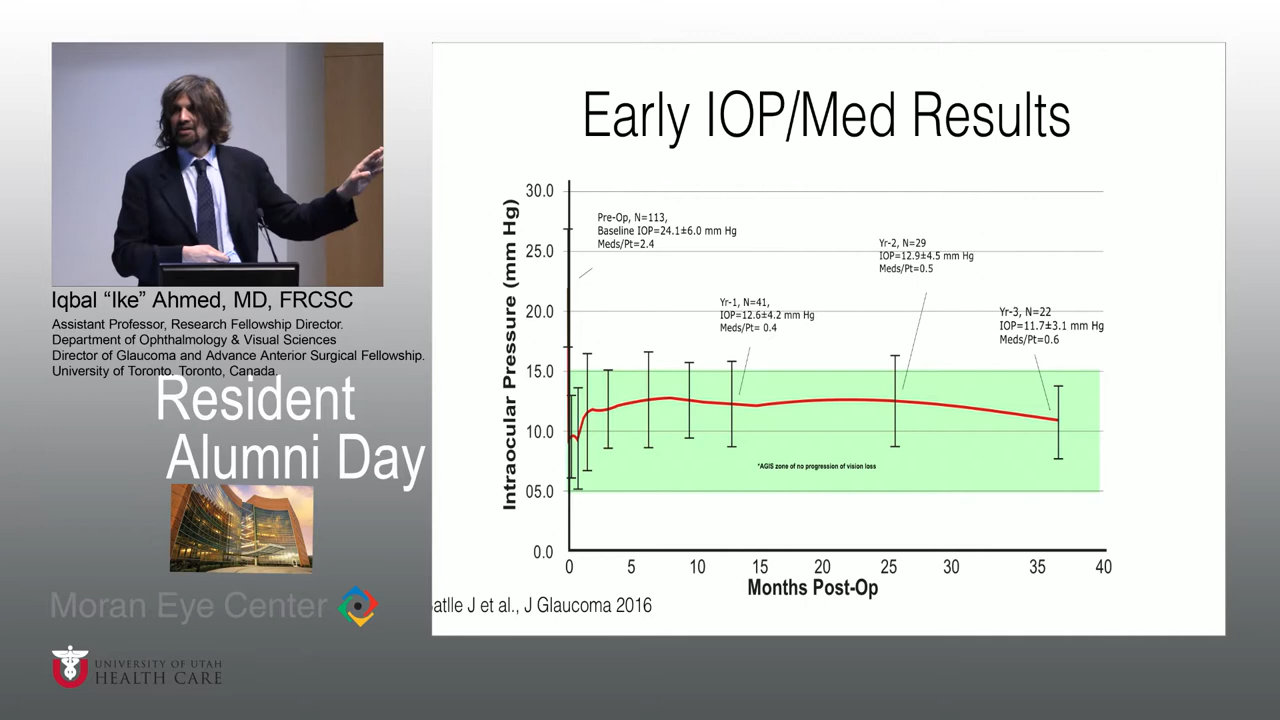 Early IOP/Med Results
Intraocular Pressure (mm Hg)
30.0
25.0
20.0
15.0
10.0
05.0
0.0
Pre-Op, N=113,
Baseline IOP=24.1±6.0 mm Hg
Meds/Pt=2.4
Yr-1, N=41,
IOP=12.6±4.2 mm Hg
Meds/Pt= 0.4
Yr-2, N=29
IOP=12.9±4.5 mm Hg
Meds/Pt=0.5
Yr-3, N=22
IOP=11.7±3.1 mm Hg
Meds/Pt=0.6
*AGIS zone of no progression of vision loss
0 5 10 15 20 25 30 35 40
Months Post-Op
atlle J et al., J Glaucoma 2016
Iqbal “Ike” Ahmed, MD, FRCSC
Assistant Professor, Research Fellowship Director.
Department of Ophthalmology & Visual Sciences
Director of Glaucoma and Advance Anterior Surgical Fellowship.
University of Toronto, Toronto, Canada.
Resident
Alumni Day
Moran Eye Center
UNIVERSITY OF UTAH
HEALTH CARE